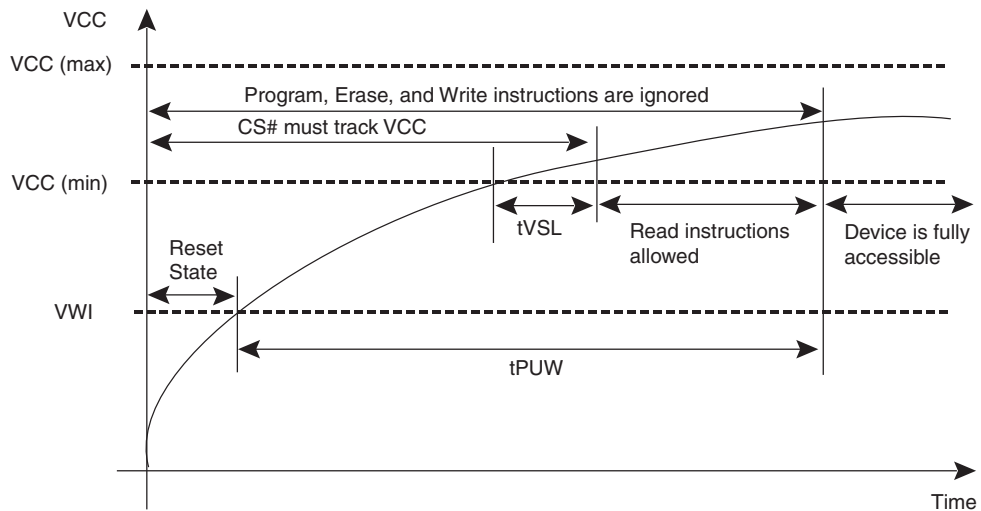 VCC
VCC (max)
Program, Erase, and Write instructions are ignored
CS# must track VCC
VCC (min)
tVSL
Read instructions
allowed
Device is fully
accessible
Reset
State
VWI
tPUW
Time